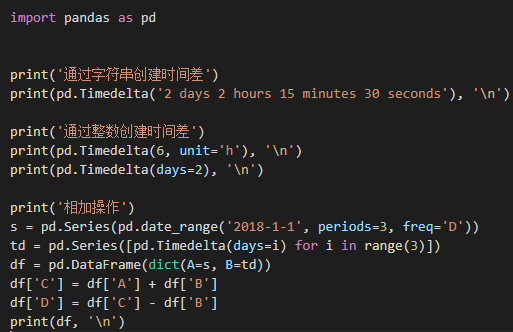 import pandas as pd
print('通过字符串创建时间差')
print(pd.Timedelta('2 days 2 hours 15 minutes 30 seconds'), '\n')
print('通过整数创建时间差')
print(pd.Timedelta(6, unit='h'), '\n')
print(pd.Timedelta(days=2), '\n')
print('相加操作')
s = pd.Series(pd.date_range('2018-1-1', periods=3, freq='D'))
td = pd.Series([pd.Timedelta(days=i) for i in range(3)])
df = pd.DataFrame(dict(A=s, B=td))
df['C'] = df['A'] + df['B']
df['D'] = df['C'] - df['B']
print(df, '\n')